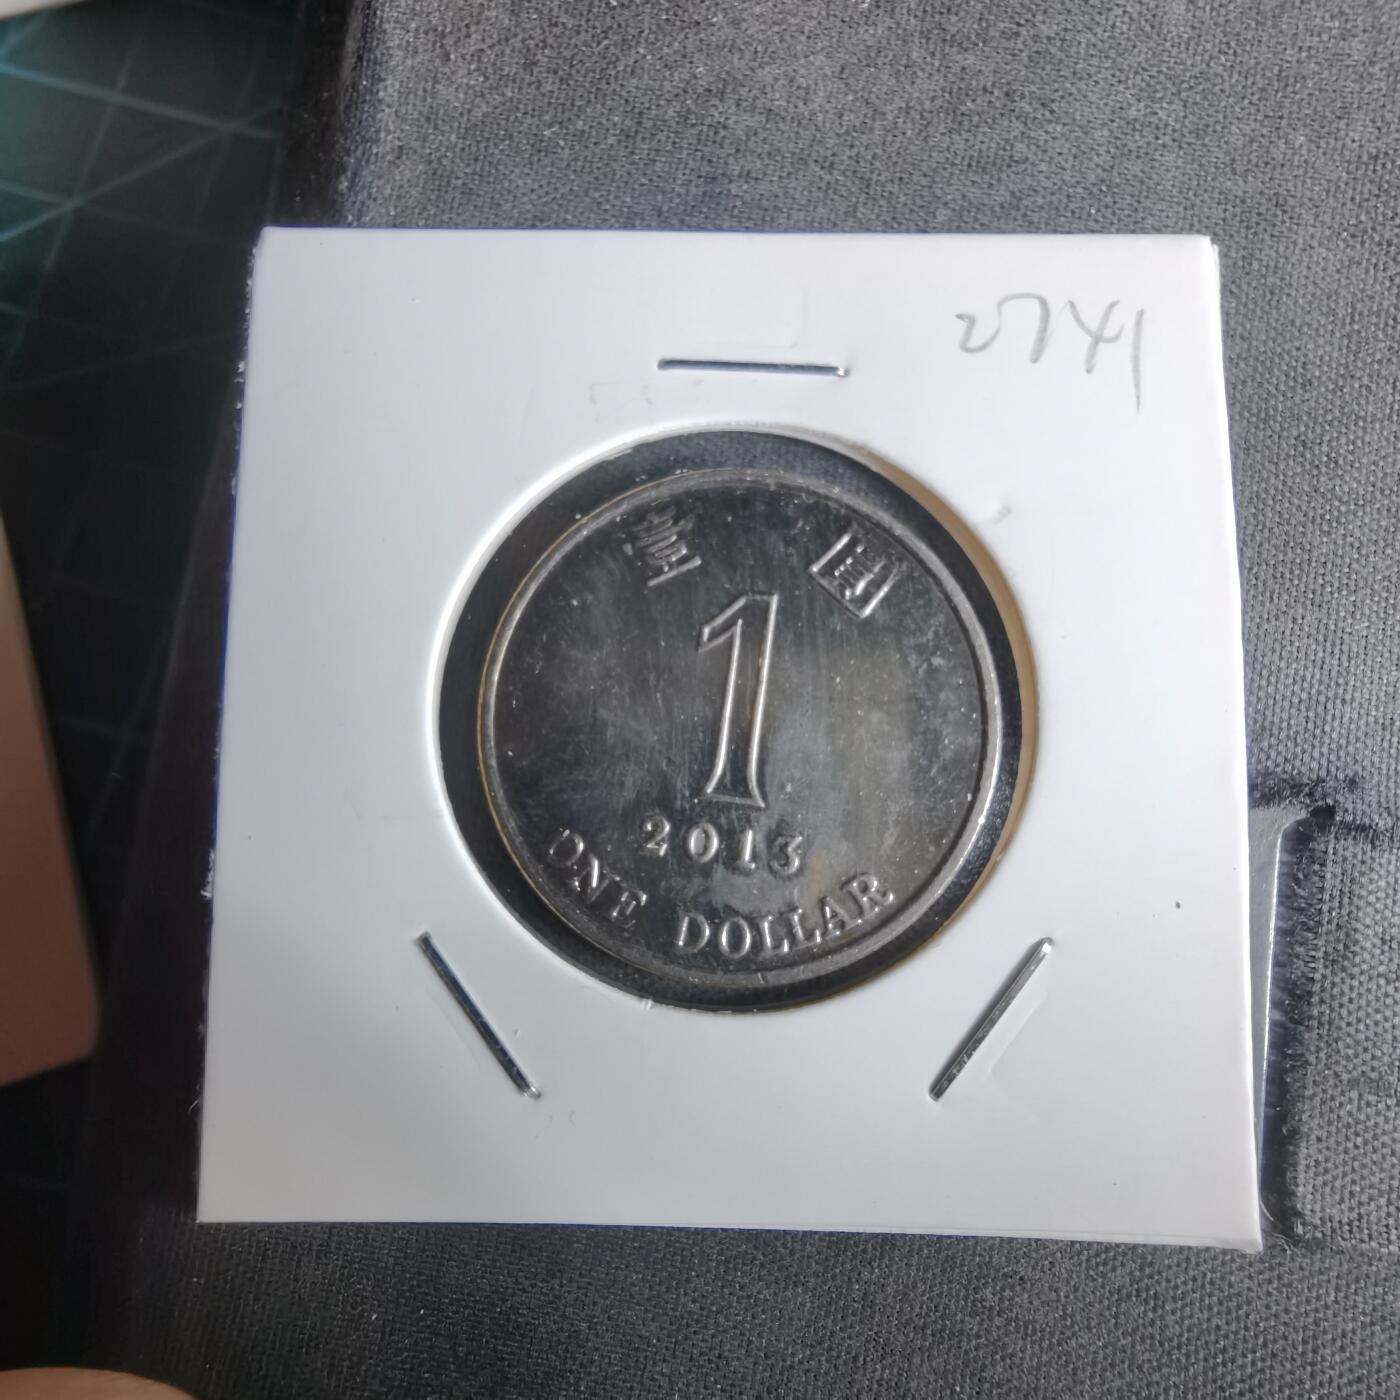 2741
壹 圓
1
2013
ONE DOLLAR